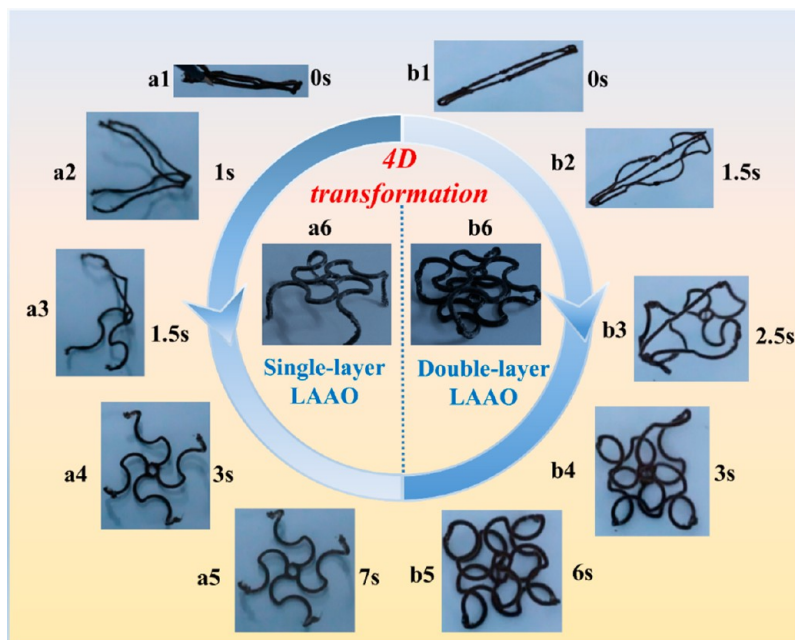 a1
0s
b1
0s
a2
1s
b2
1.5s
4D
transformation
a6
b6
a3
1.5s
b3
2.5s
Single-layer
LAAO
Double-layer
LAAO
a4
3s
b4
3s
a5
7s
b5
6s